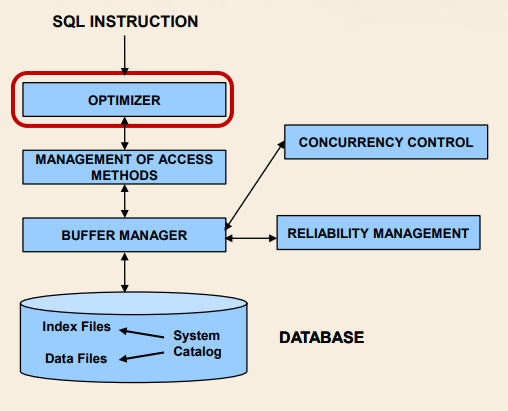 SQL INSTRUCTION
OPTIMIZER
MANAGEMENT OF ACCESS
METHODS
CONCURRENCY CONTROL
BUFFER MANAGER
RELIABILITY MANAGEMENT
Index Files
System
Catalog
Data Files
DATABASE